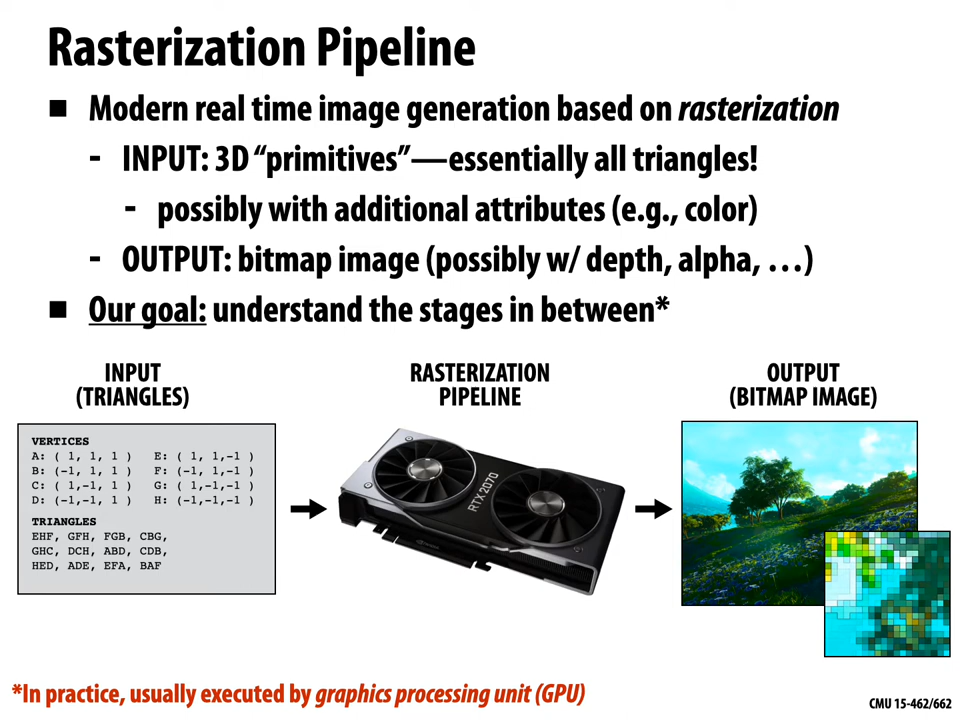 Rasterization Pipeline
■ Modern real time image generation based on rasterization
- INPUT: 3D “primitives”—essentially all triangles!
- possibly with additional attributes (e.g., color)
- OUTPUT: bitmap image (possibly w/ depth, alpha, …)
■ Our goal: understand the stages in between*
INPUT
(TRIANGLES)
RASTERIZATION
PIPELINE
OUTPUT
(BITMAP IMAGE)
VERTICES
A: ( 1, 1, 1 ) E: ( 1, 1,-1 )
B: (-1, 1, 1 ) F: (-1, 1,-1 )
C: ( 1,-1, 1 ) G: ( 1,-1,-1 )
D: (-1,-1, 1 ) H: (-1,-1,-1 )
TRIANGLES
EHF, GFH, FGB, CBG,
GHC, DCH, ABD, CDB,
HED, ADE, EFA, BAF
RTX 2070
*In practice, usually executed by graphics processing unit (GPU)
CMU 15-462/662